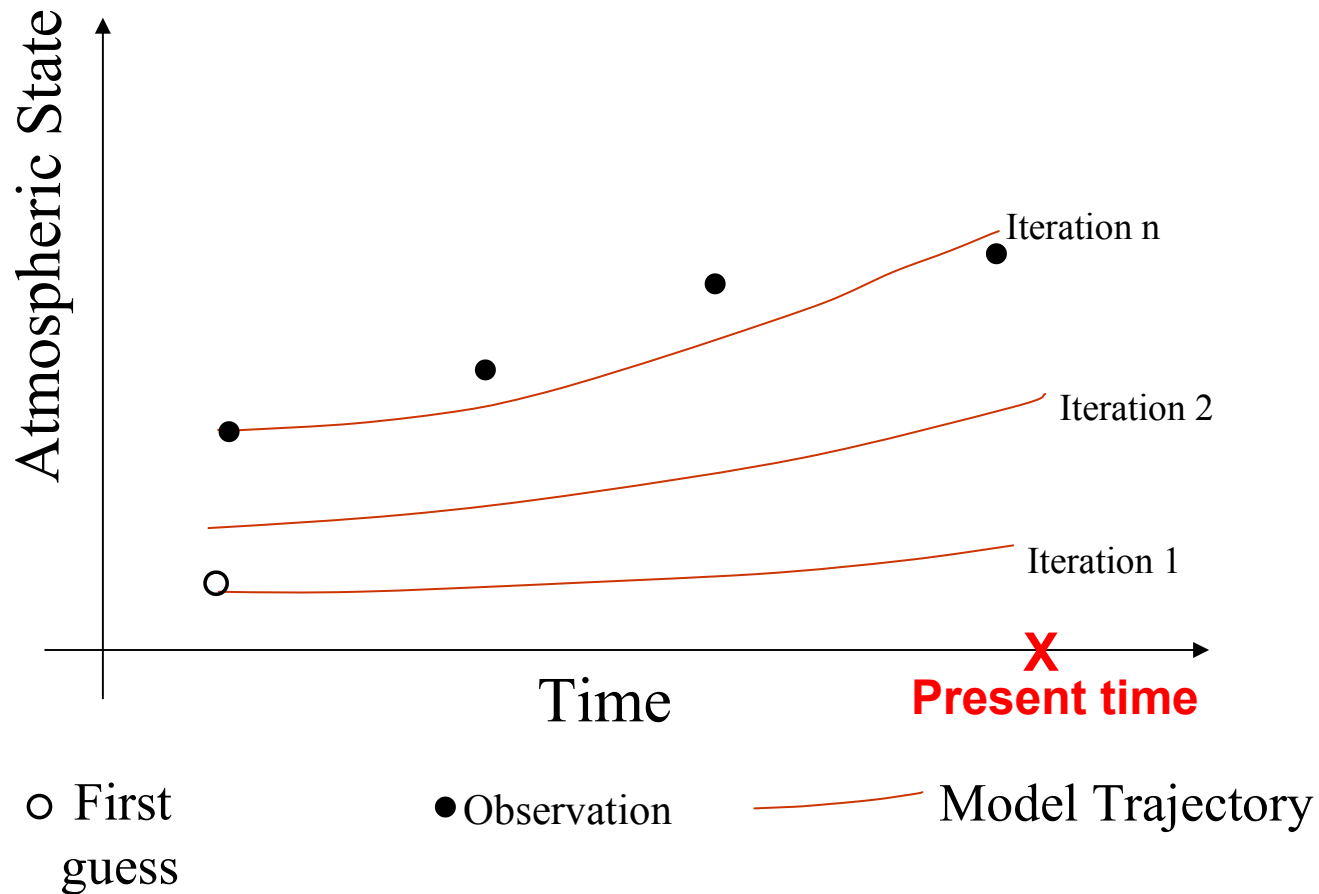 Atmospheric State
Iteration n
Iteration 2
Iteration 1
X
Time
Present time
First
guess
Observation
Model Trajectory